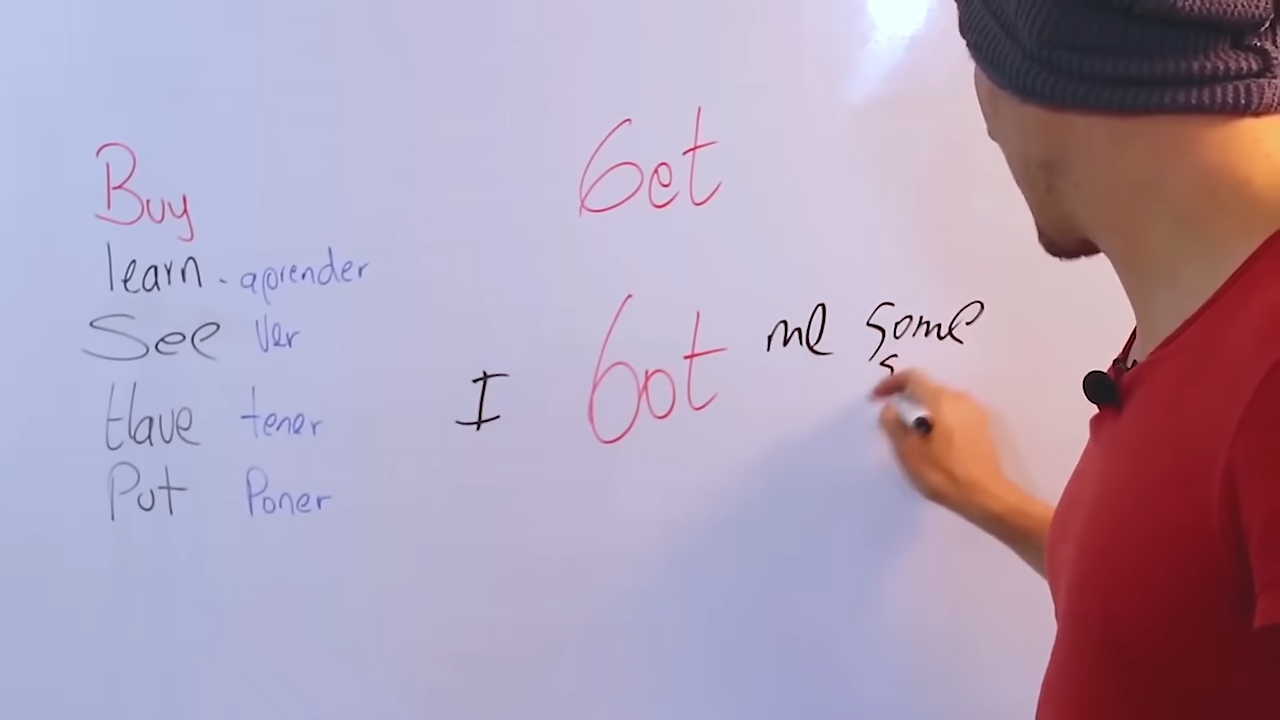 Buy
learn - aprender
See ver
Have tener
Put Poner
Get
I Got me some
s